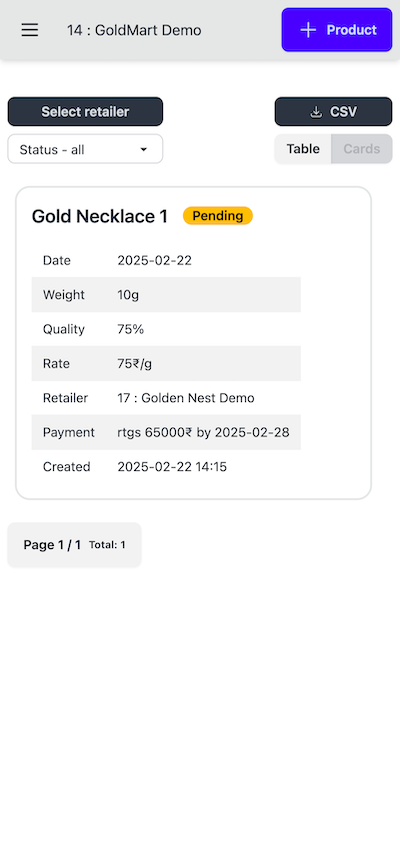 14 : GoldMart Demo
Product
Select retailer
CSV
Status - all
Table
Cards
Gold Necklace 1
Pending
Date 2025-02-22
Weight 10g
Quality 75%
Rate 75₹/g
Retailer 17 : Golden Nest Demo
Payment rtgs 65000₹ by 2025-02-28
Created 2025-02-22 14:15
Page 1 / 1 Total: 1